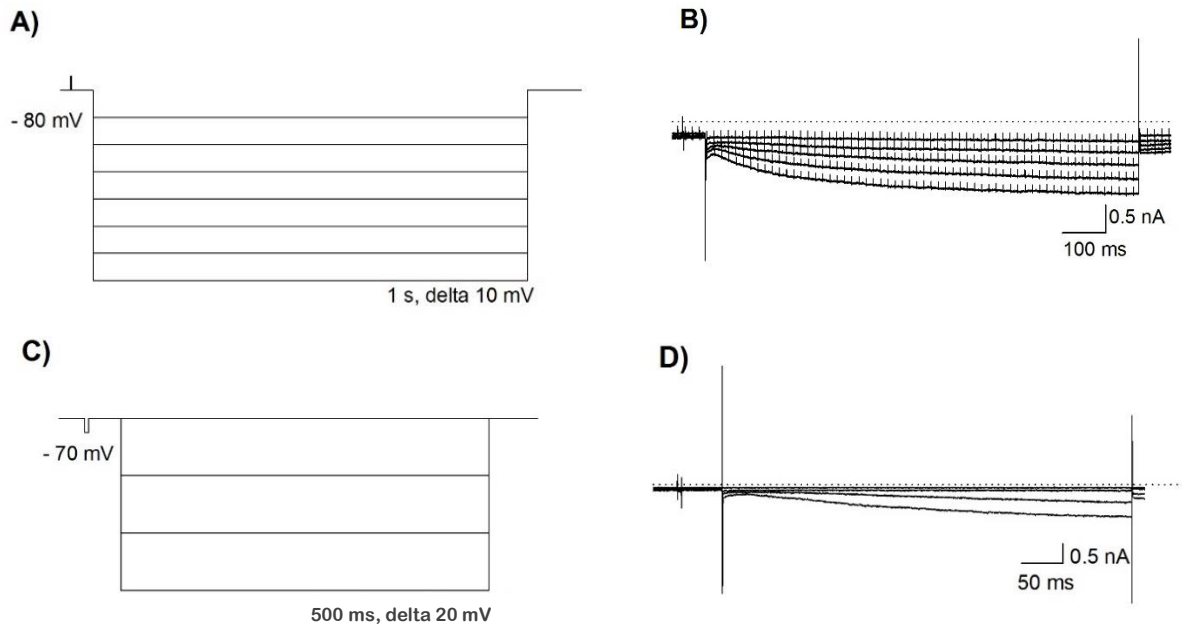 A)
- 80 mV
1 s, delta 10 mV
B)
0.5 nA
100 ms
C)
- 70 mV
500 ms, delta 20 mV
D)
0.5 nA
50 ms